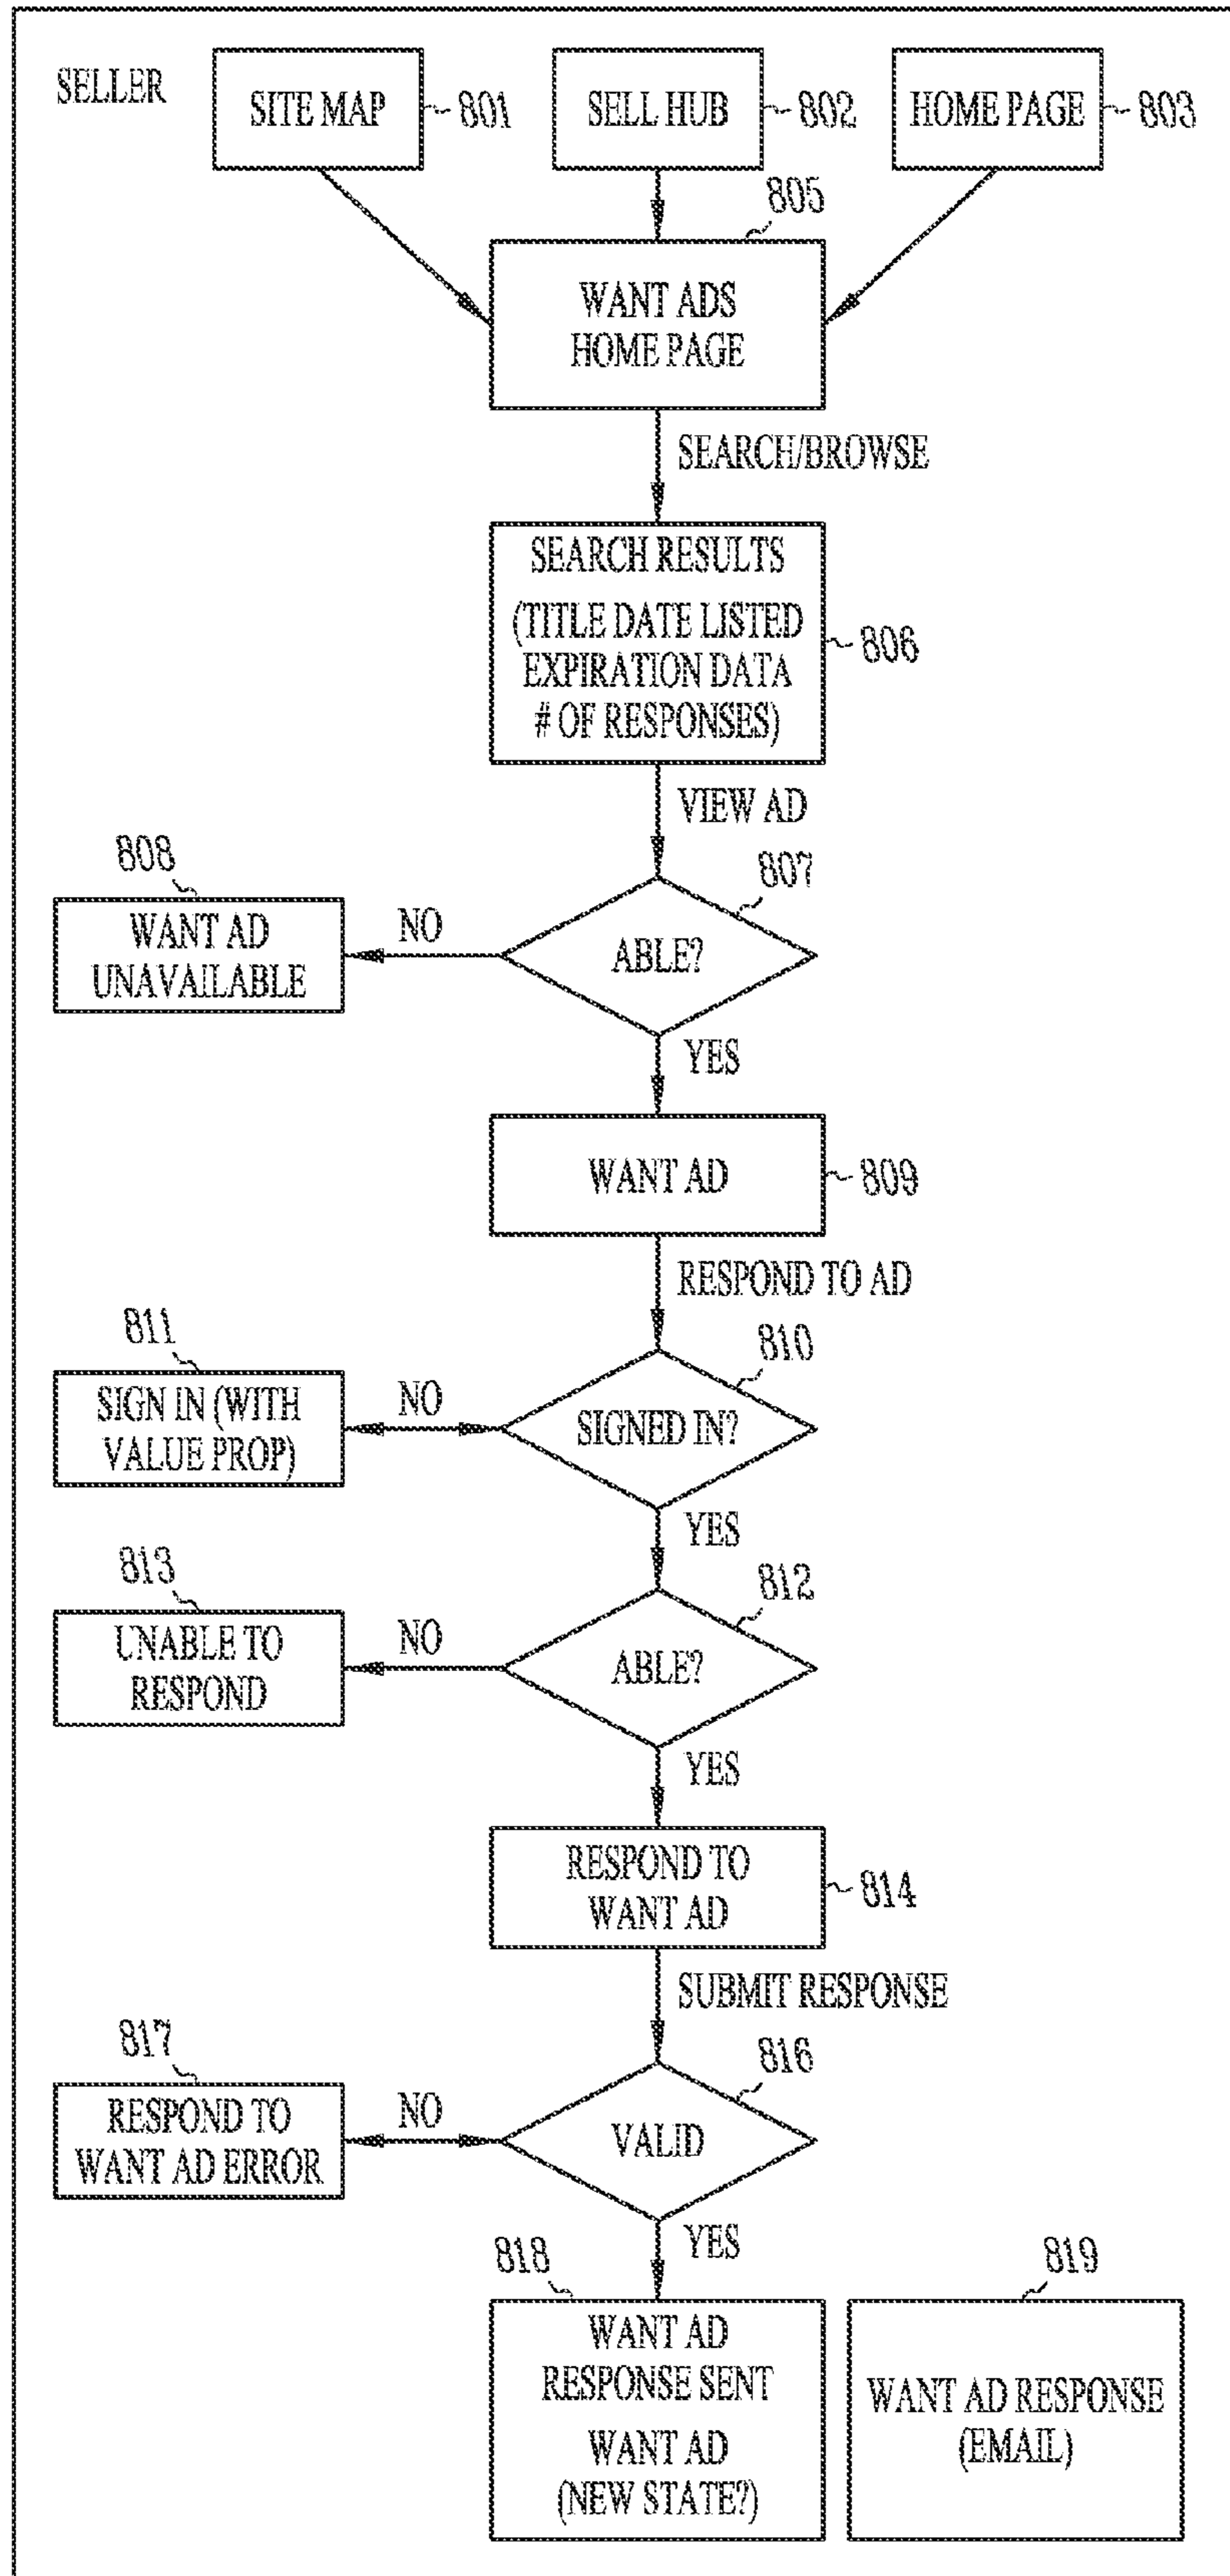 SELLER
SITE MAP
801
SELL HUB
802
HOME PAGE
803
805
WANT ADS
HOME PAGE
SEARCH/BROWSE
SEARCH RESULTS
(TITLE DATE LISTED
EXPIRATION DATA
# OF RESPONSES)
806
VIEW AD
808
807
WANT AD
UNAVAILABLE
NO
ABLE?
YES
WANT AD
809
RESPOND TO AD
811
810
SIGN IN (WITH
VALUE PROP)
NO
SIGNED IN?
YES
813
812
UNABLE TO
RESPOND
NO
ABLE?
YES
RESPOND TO
WANT AD
814
SUBMIT RESPONSE
817
816
RESPOND TO
WANT AD ERROR
NO
VALID
YES
818
819
WANT AD
RESPONSE SENT
WANT AD
(NEW STATE?)
WANT AD RESPONSE
(EMAIL)